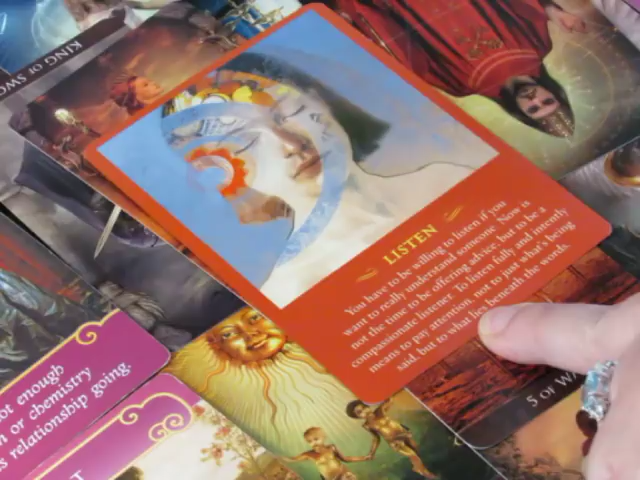 KING OF SWO
LISTEN
You have to be willing to listen if you
want to really understand someone. Now is
not the time to be offering advice, but to be a
compassionate listener. To listen fully and intently
means to pay attention, not to just what's being
said, but to what lies beneath the words.
5 OF WA
ot enough
n or chemistry
s relationship going.
T